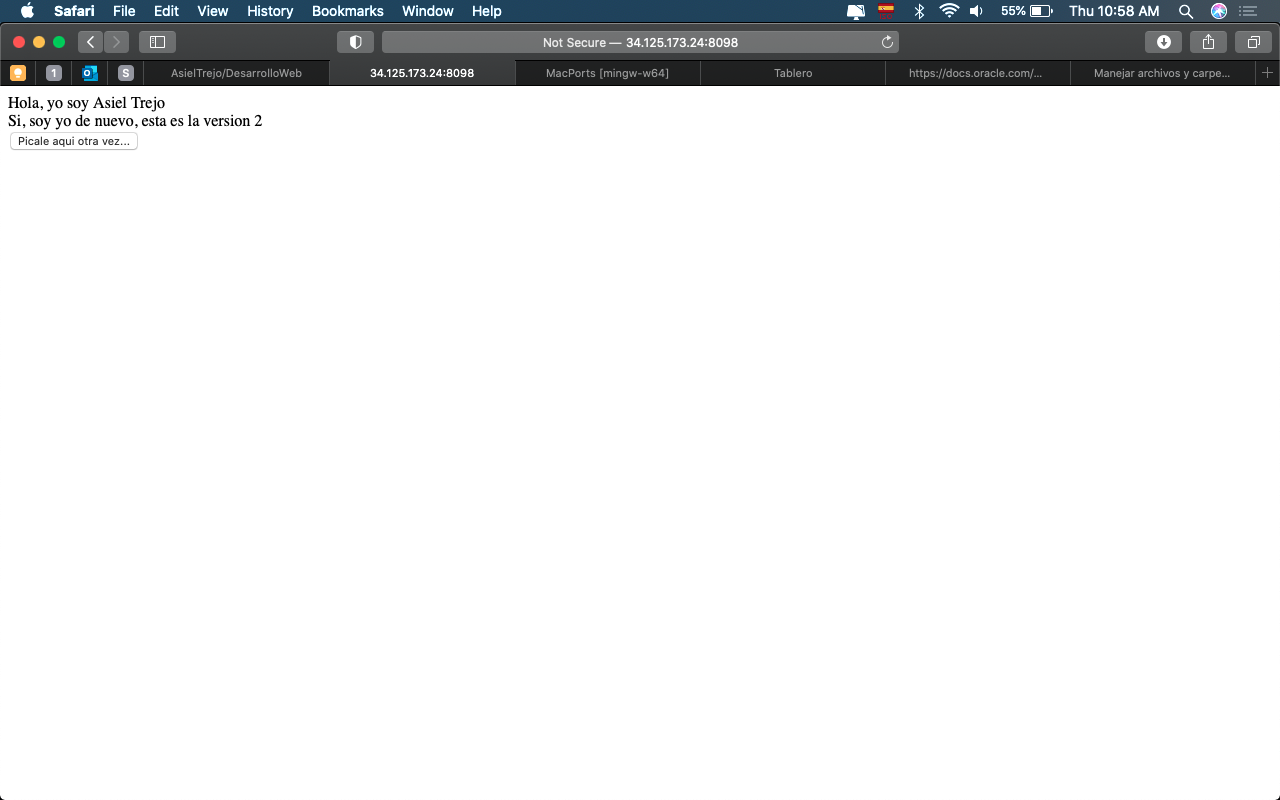 Safari File Edit View History Bookmarks Window Help 55% Thu 10:58 AM
Not Secure — 34.125.173.24:8098
1 S AsielTrejo/DesarrolloWeb 34.125.173.24:8098 MacPorts [mingw-w64] Tablero https://docs.oracle.com/... Manejar archivos y carpe...
Hola, yo soy Asiel Trejo
Si, soy yo de nuevo, esta es la version 2
Picale aqui otra vez...